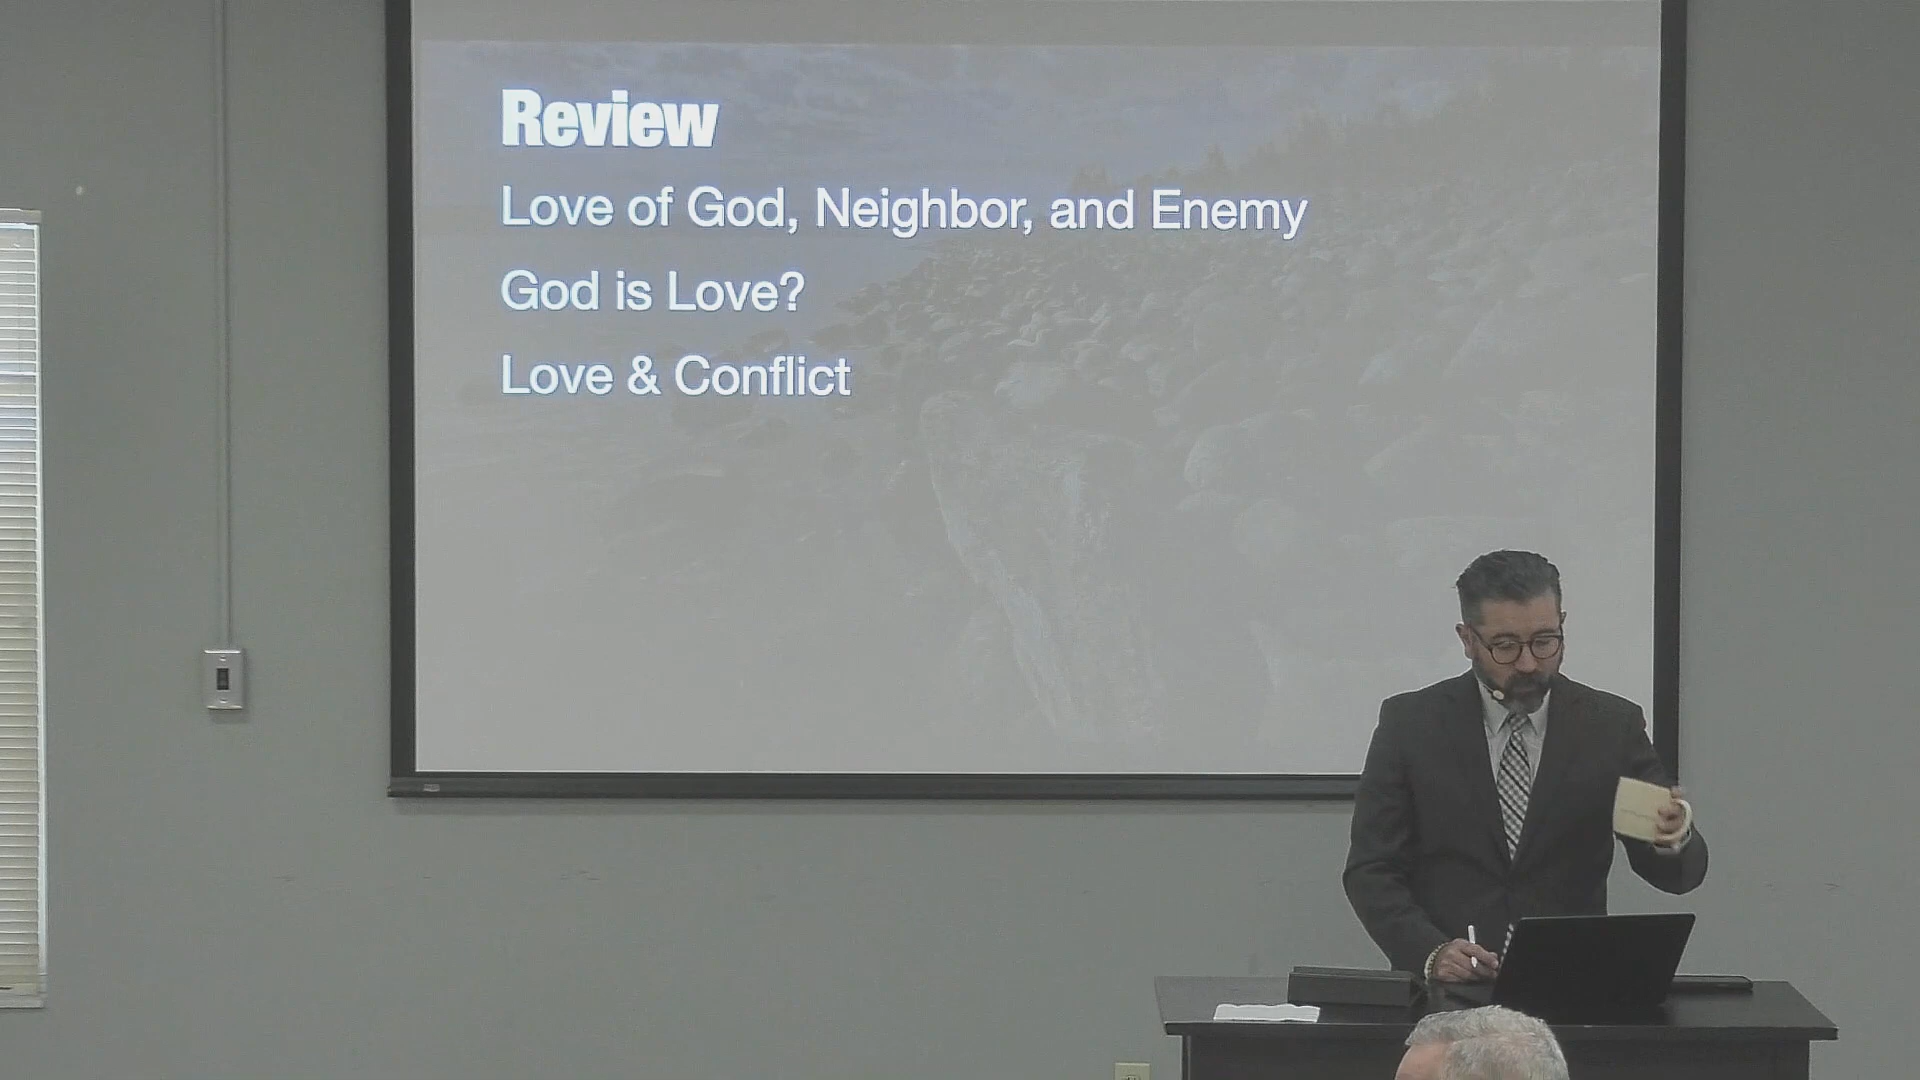 Review
Love of God, Neighbor, and Enemy
God is Love?
Love & Conflict